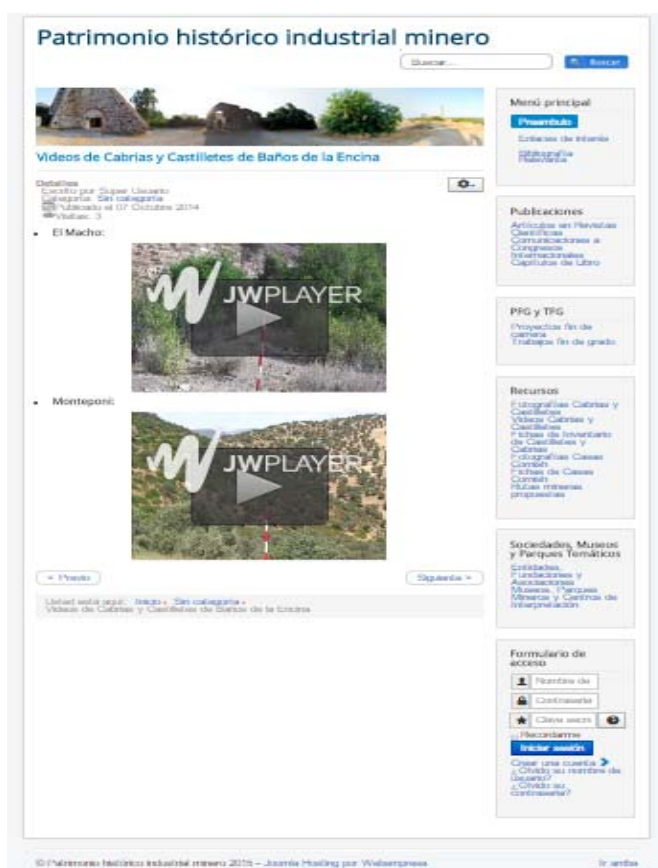 Patrimonio histórico industrial minero
Buscar...
Buscar
Videos de Cabrias y Castilletes de Baños de la Encina
Detalles
Escrito por Super Usuario
Categoría: Sin categoría
Publicado el 07 Octubre 2014
Visitas: 3
• El Macho:
JWPLAYER
• Monteponi:
JWPLAYER
< Previo
Siguiente >
Usted está aquí: Inicio › Sin categoría ›
Videos de Cabrias y Castilletes de Baños de la Encina
Menú principal
Preambulo
Enlaces de interés
Bibliografía
Relevante
Publicaciones
Artículos en Revistas
Científicas
Comunicaciones a
Congresos
Internacionales
Capítulos de Libro
PFG y TFG
Proyectos fin de
carrera
Trabajos fin de grado
Recursos
Fotografías Cabrias y
Castilletes
Videos Cabrias y
Castilletes
Fichas de Inventario
de Castilletes y
Cabrias
Fotografías Casas
Cornish
Fichas de Casas
Cornish
Rutas mineras
propuestas
Sociedades, Museos
y Parques Temáticos
Entidades,
Fundaciones y
Asociaciones
Museos, Parques
Mineros y Centros de
Interpretación
Formulario de
acceso
Nombre de
Contraseña
Clave secre
Recordarme
Iniciar sesión
Crear una cuenta
¿Olvidó su nombre de
usuario?
¿Olvidó su
contraseña?
© Patrimonio histórico industrial minero 2015 – Joomla Hosting por Webempresa
Ir arriba